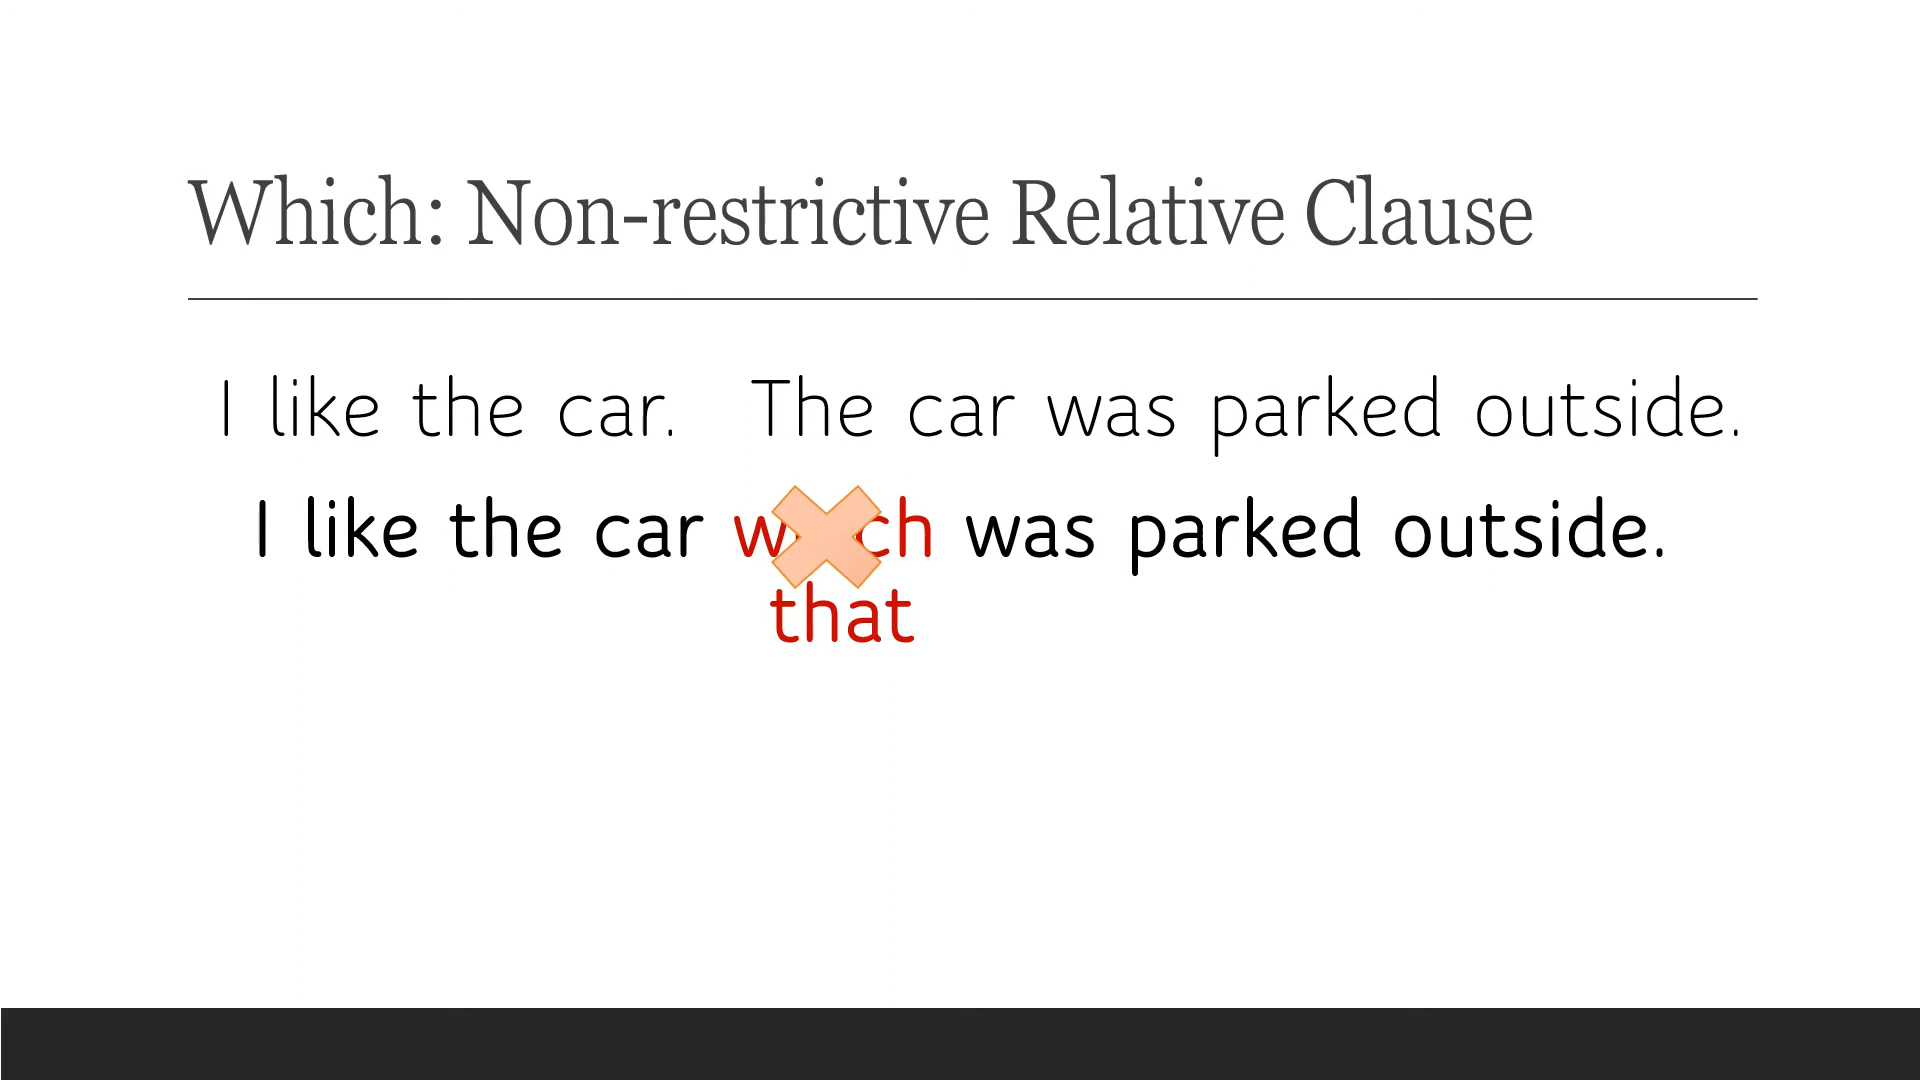 Which: Non-restrictive Relative Clause
I like the car. The car was parked outside.
I like the car which was parked outside.
that